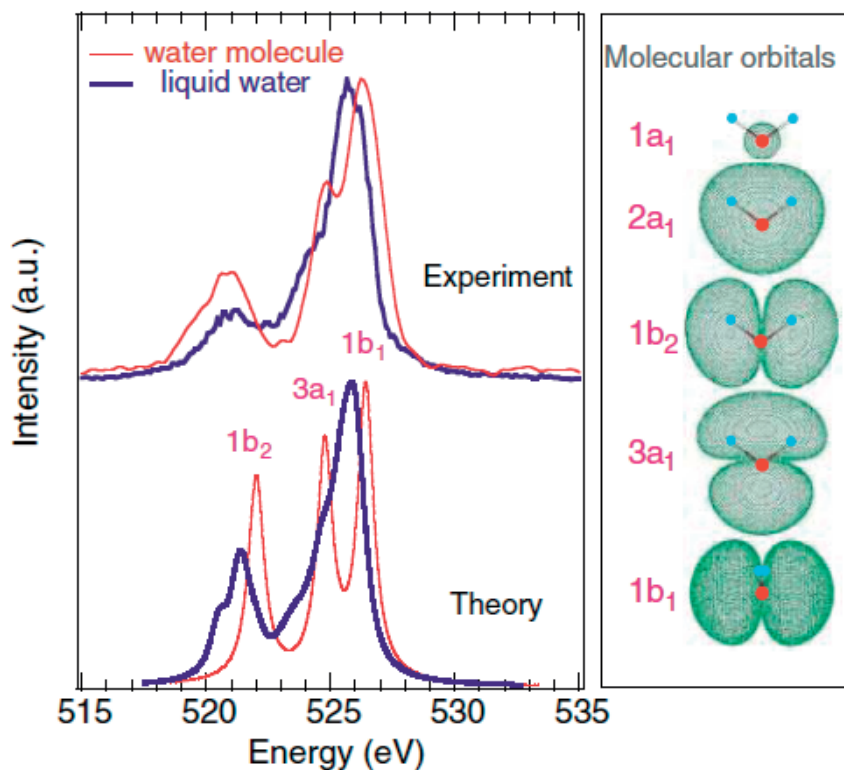 water molecule
liquid water
Experiment
1b₁
3a₁
1b₂
Theory
Intensity (a.u.)
515 520 525 530 535
Energy (eV)
Molecular orbitals
1a₁
2a₁
1b₂
3a₁
1b₁